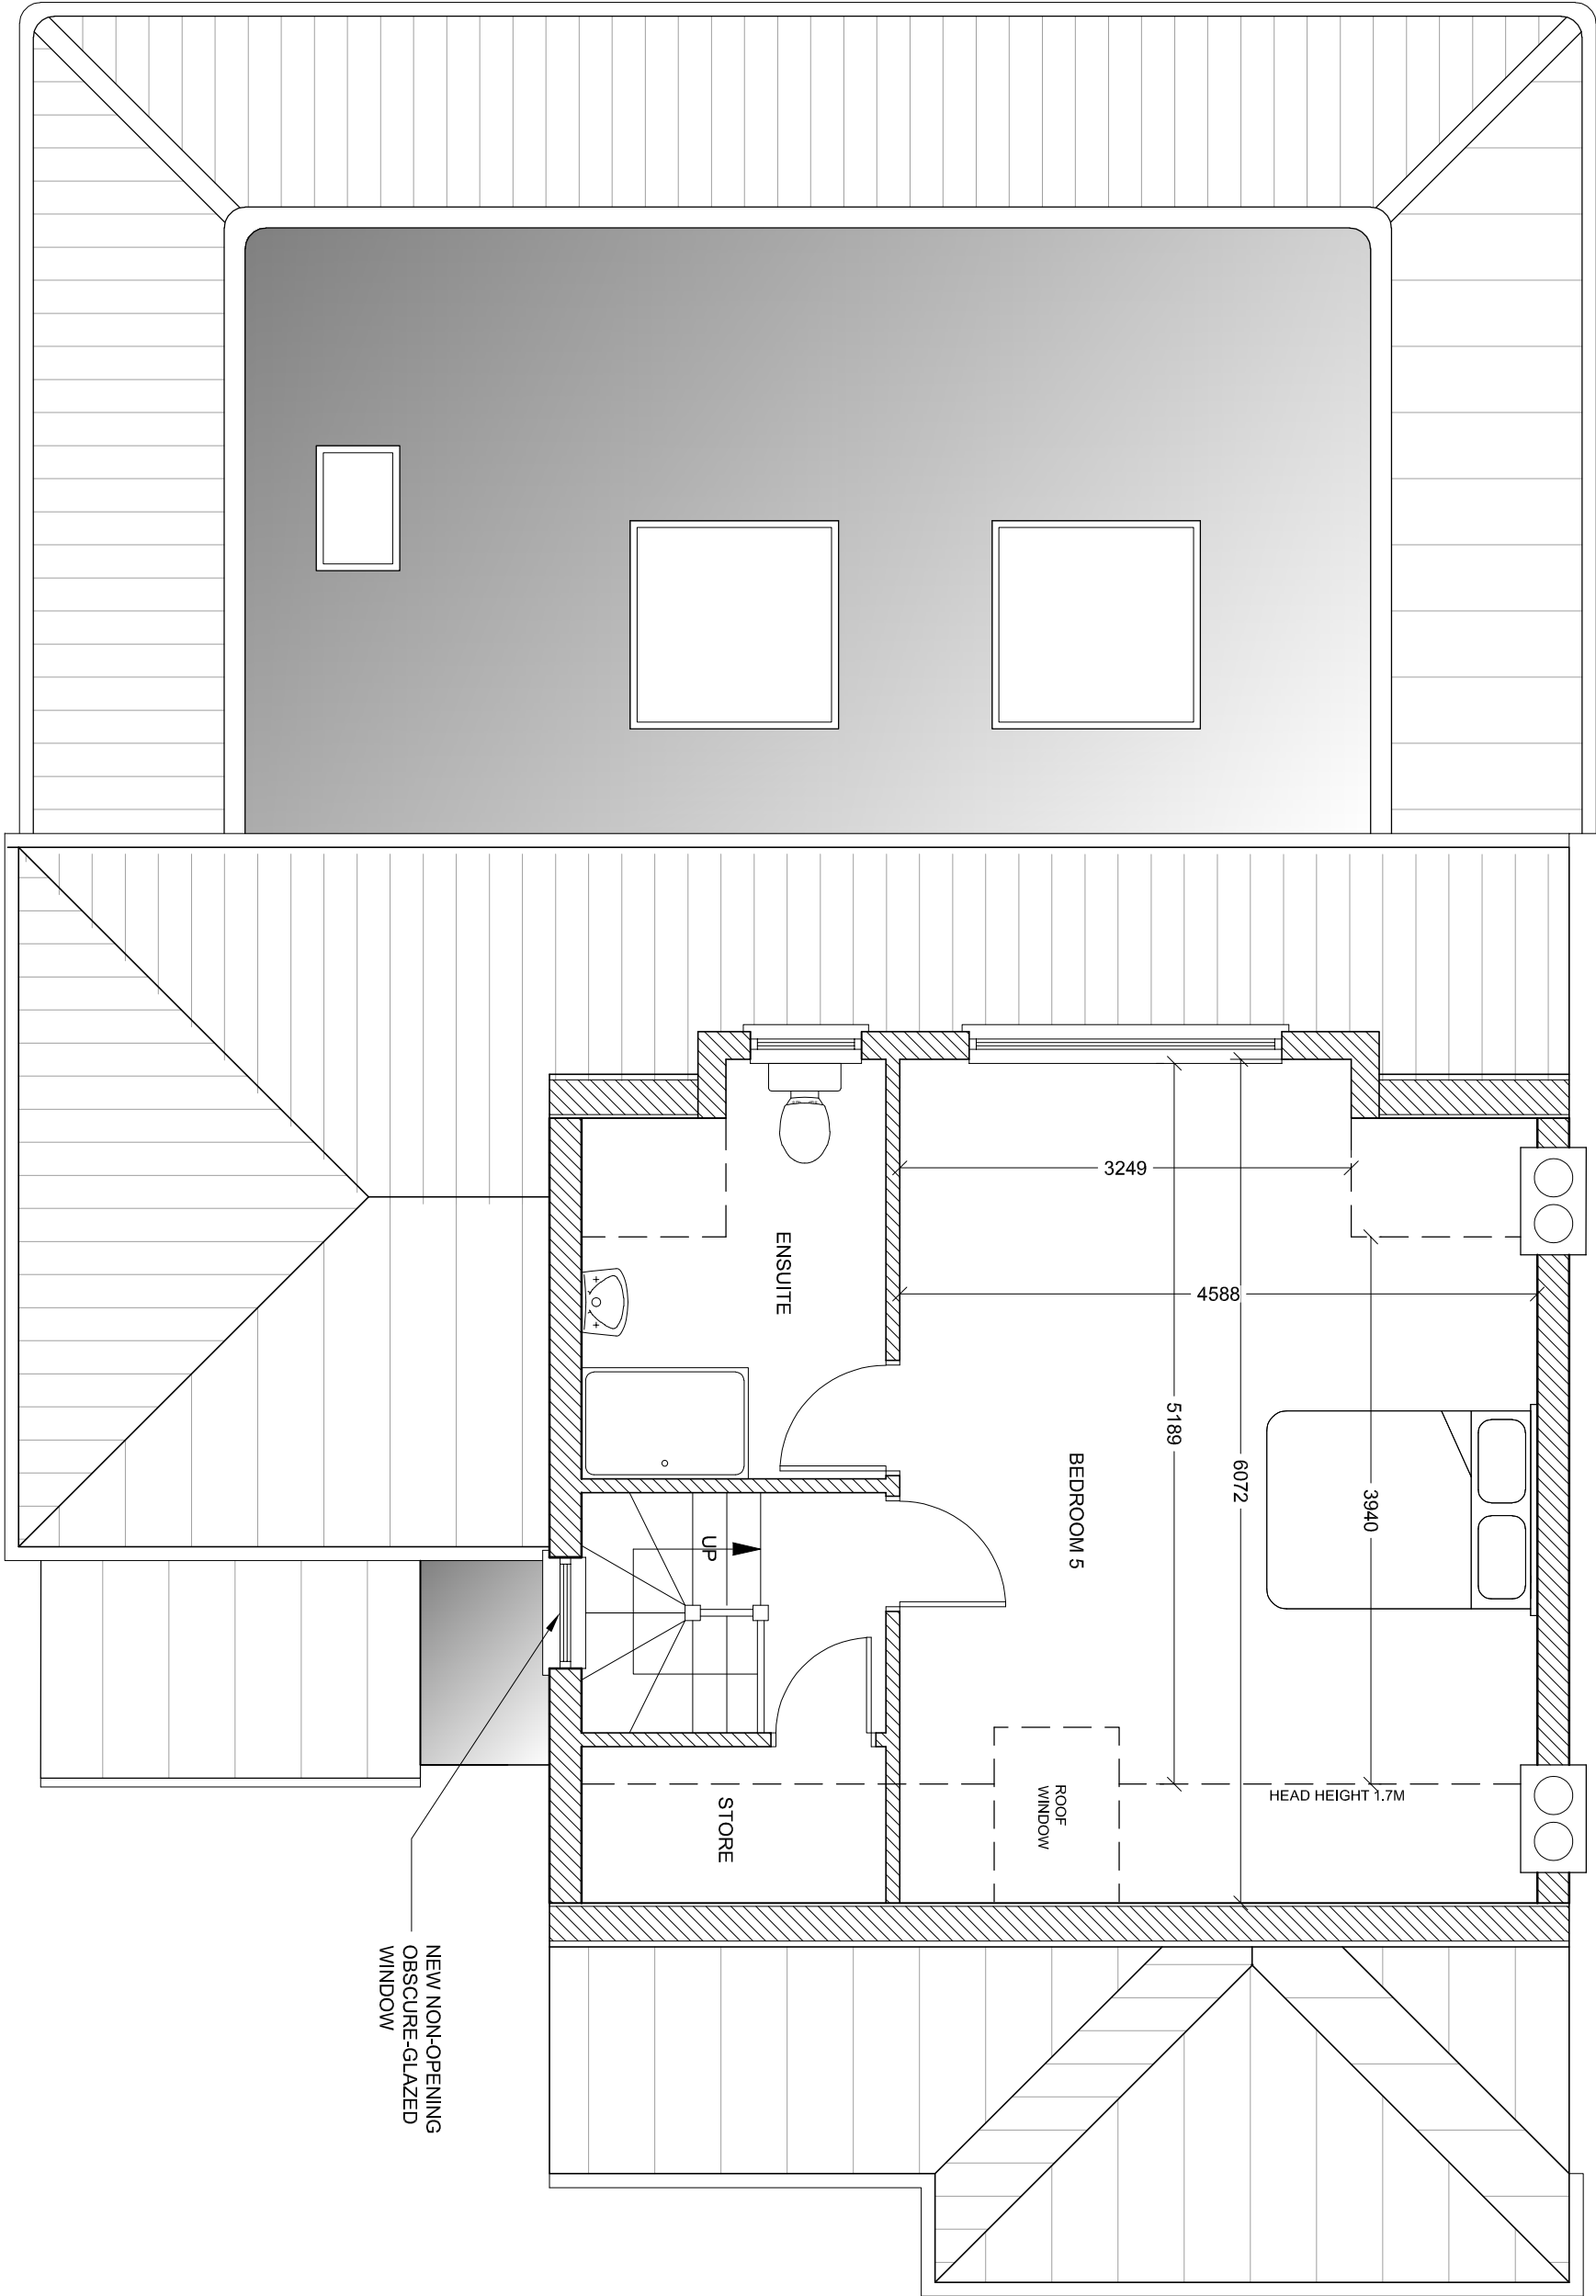 3249
4588
ENSUITE
5189
6072
3940
BEDROOM 5
UP
HEAD HEIGHT 1.7M
ROOF
WINDOW
STORE
NEW NON-OPENING
OBSCURE-GLAZED
WINDOW